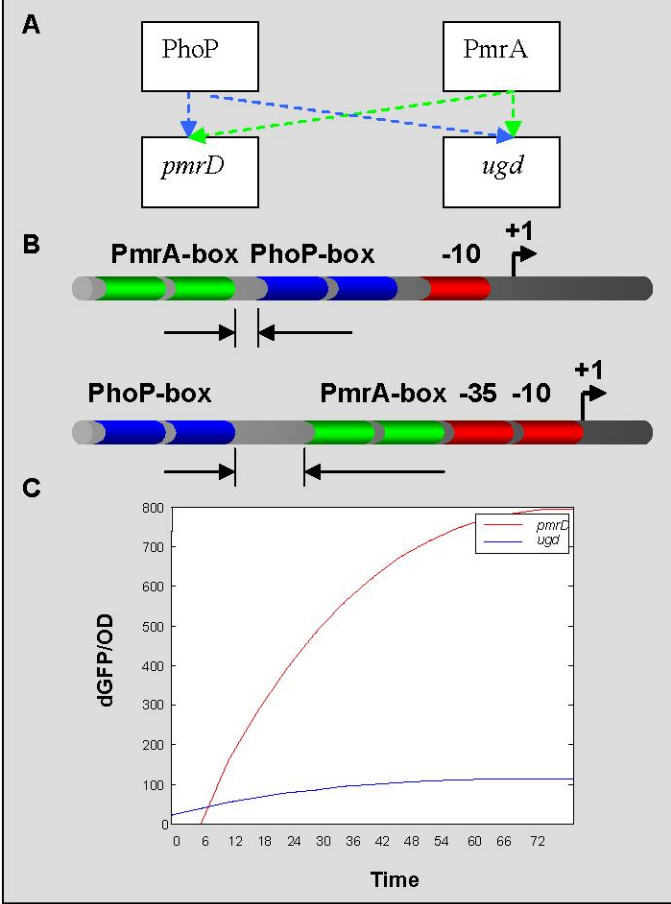 A
PhoP PmrA
pmrD ugd
B
PmrA-box PhoP-box -10 +1
PhoP-box PmrA-box -35 -10 +1
C
800
700
600
500
400
300
200
100
0
dGFP/OD
pmrD
ugd
0 6 12 18 24 30 36 42 48 54 60 66 72
Time